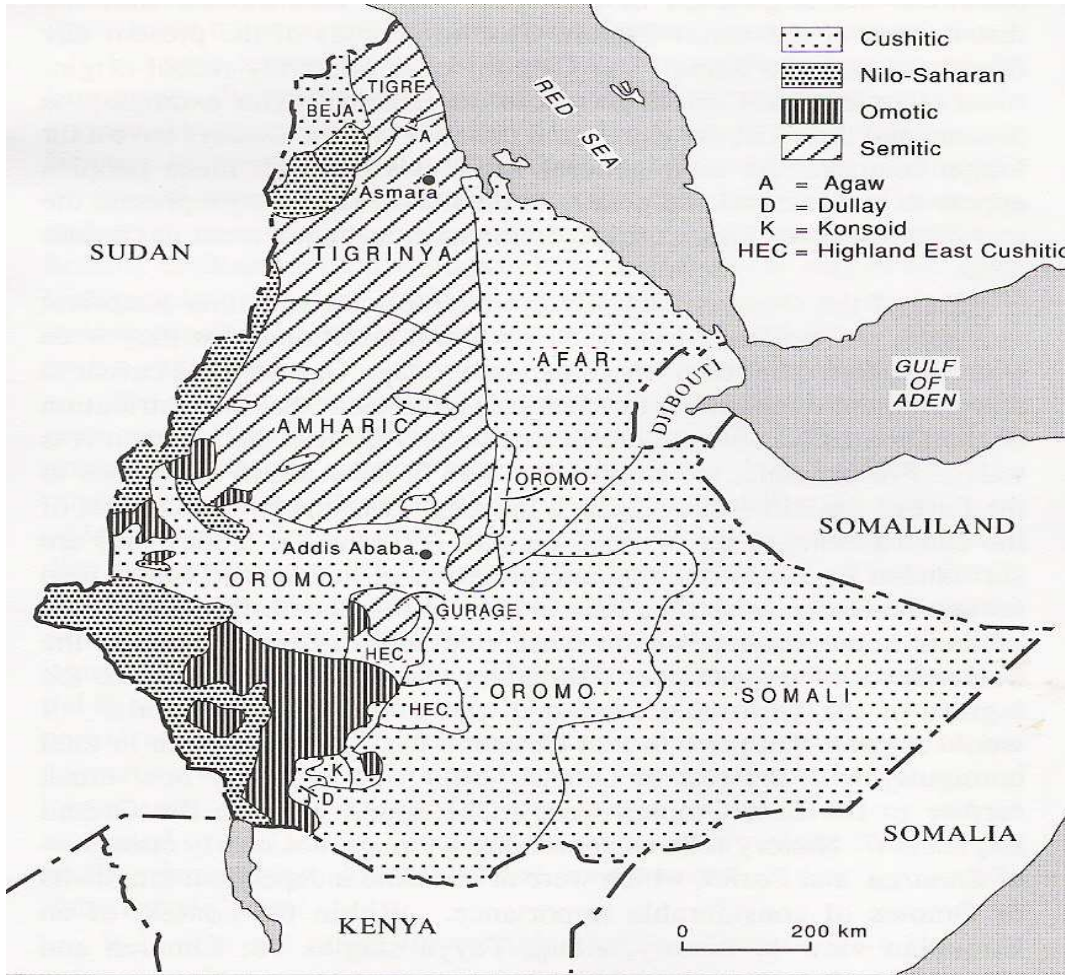 Cushitic
Nilo-Saharan
Omotic
Semitic
A = Agaw
D = Dullay
K = Konsoid
HEC = Highland East Cushitic
RED SEA
TIGRE
BEJA
A
Asmara
SUDAN
TIGRINYA
AFAR
DJIBOUTI
GULF
OF
ADEN
AMHARIC
OROMO
SOMALILAND
Addis Ababa
OROMO
GURAGE
HEC
OROMO
SOMALI
HEC
K
D
SOMALIA
KENYA
0 200 km